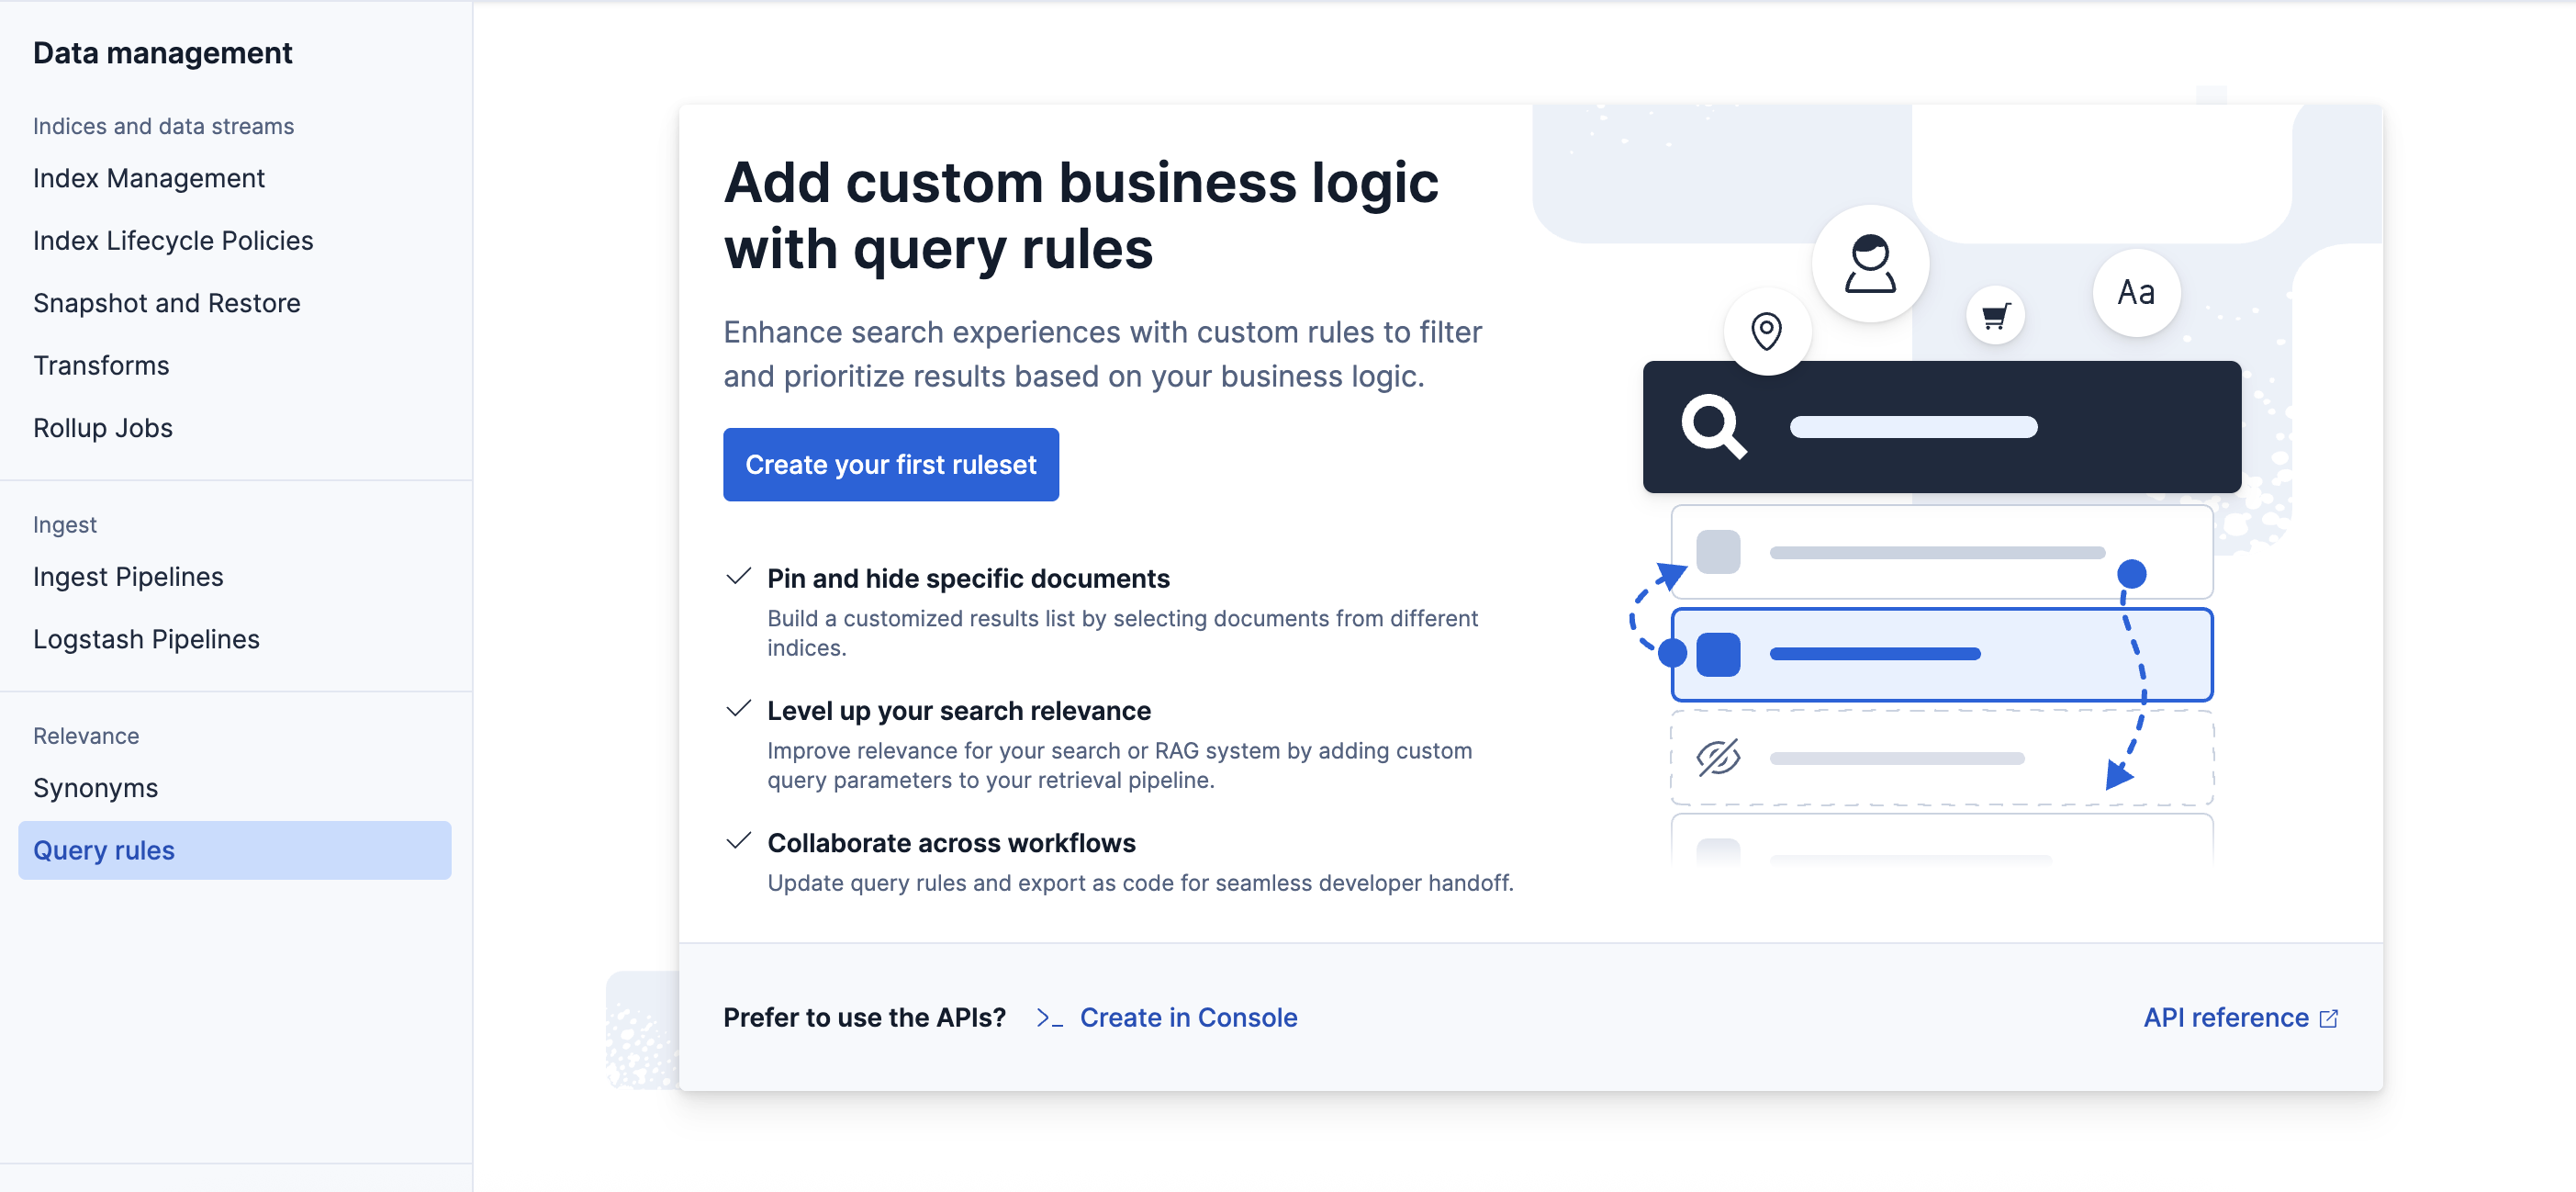 Data management
Indices and data streams
Index Management
Index Lifecycle Policies
Snapshot and Restore
Transforms
Rollup Jobs
Ingest
Ingest Pipelines
Logstash Pipelines
Relevance
Synonyms
Query rules
Add custom business logic
with query rules
Enhance search experiences with custom rules to filter
and prioritize results based on your business logic.
Create your first ruleset
Pin and hide specific documents
Build a customized results list by selecting documents from different
indices.
Level up your search relevance
Improve relevance for your search or RAG system by adding custom
query parameters to your retrieval pipeline.
Collaborate across workflows
Update query rules and export as code for seamless developer handoff.
Aa
Prefer to use the APIs? Create in Console
API reference